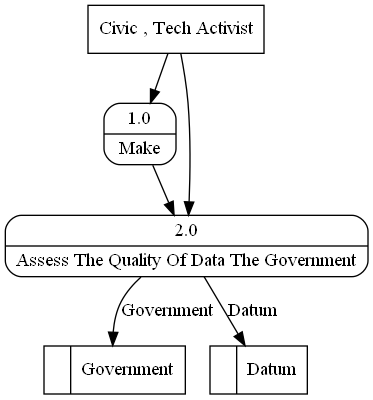 Civic , Tech Activist
1.0
Make
2.0
Assess The Quality Of Data The Government
Government
Datum
Government
Datum